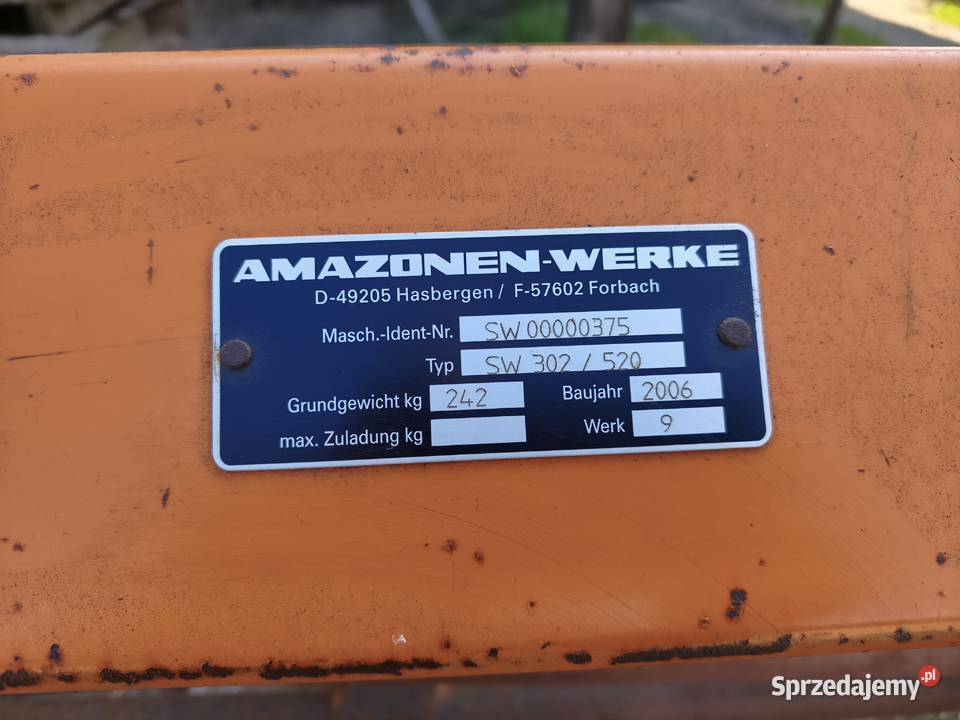 AMAZONEN-WERKE
D-49205 Hasbergen / F-57602 Forbach
Masch.-Ident-Nr. SW 00000375
Typ SW 302 / 520
Grundgewicht kg 242 Baujahr 2006
max. Zuladung kg Werk 9
Sprzedajemy.pl